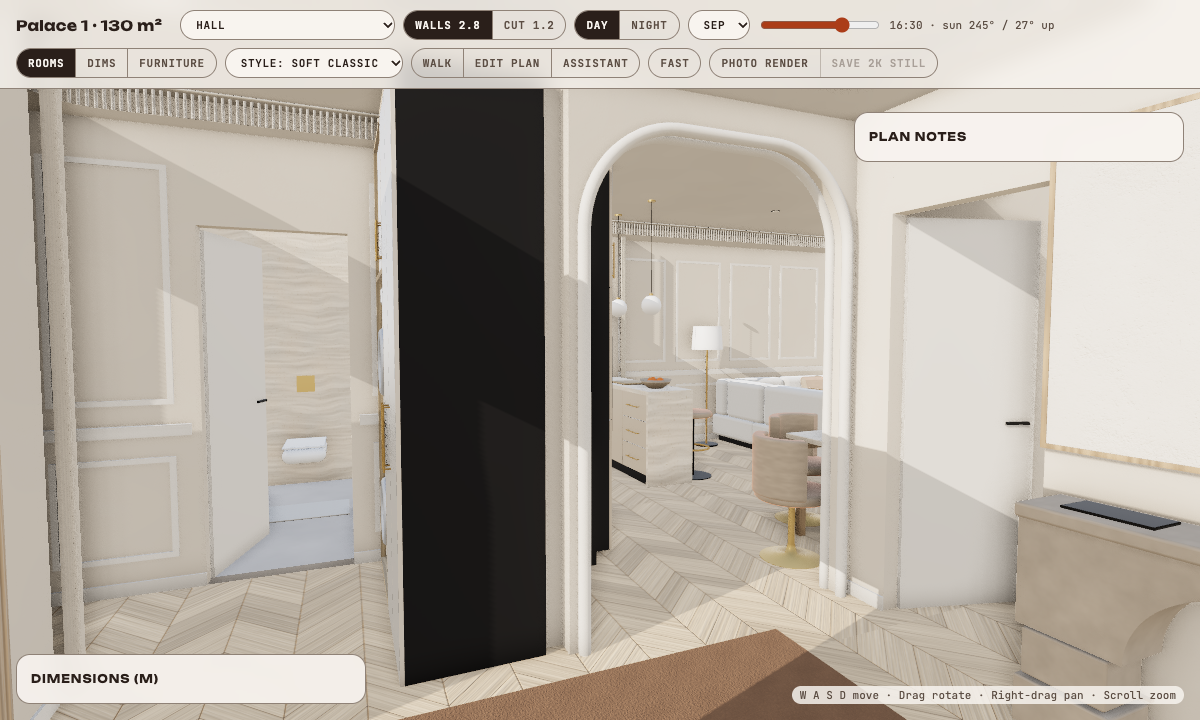 Palace 1 · 130 m²
HALL
WALLS 2.8
CUT 1.2
DAY
NIGHT
SEP
16:30 · sun 245° / 27° up
ROOMS
DIMS
FURNITURE
STYLE: SOFT CLASSIC
WALK
EDIT PLAN
ASSISTANT
FAST
PHOTO RENDER
SAVE 2K STILL
PLAN NOTES
DIMENSIONS (M)
W A S D move · Drag rotate · Right-drag pan · Scroll zoom